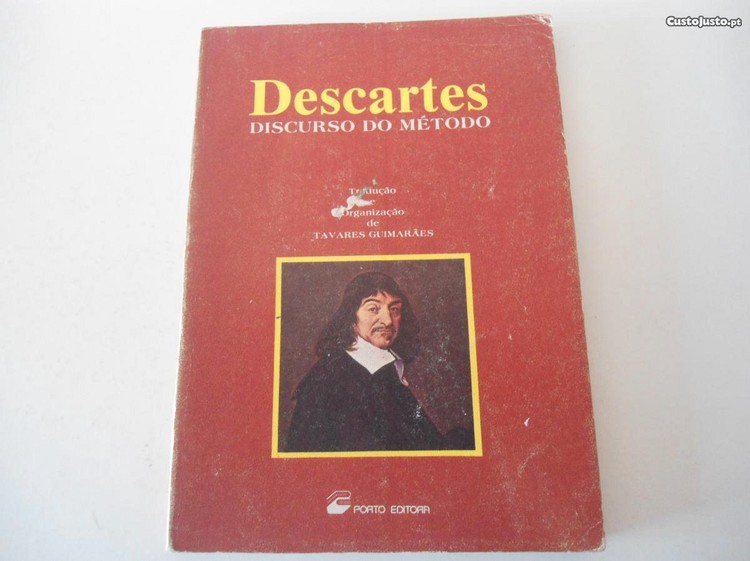 CustoJusto.pt
Descartes
DISCURSO DO MÉTODO
Tradução
e
Organização
de
TAVARES GUIMARÃES
PORTO EDITORA